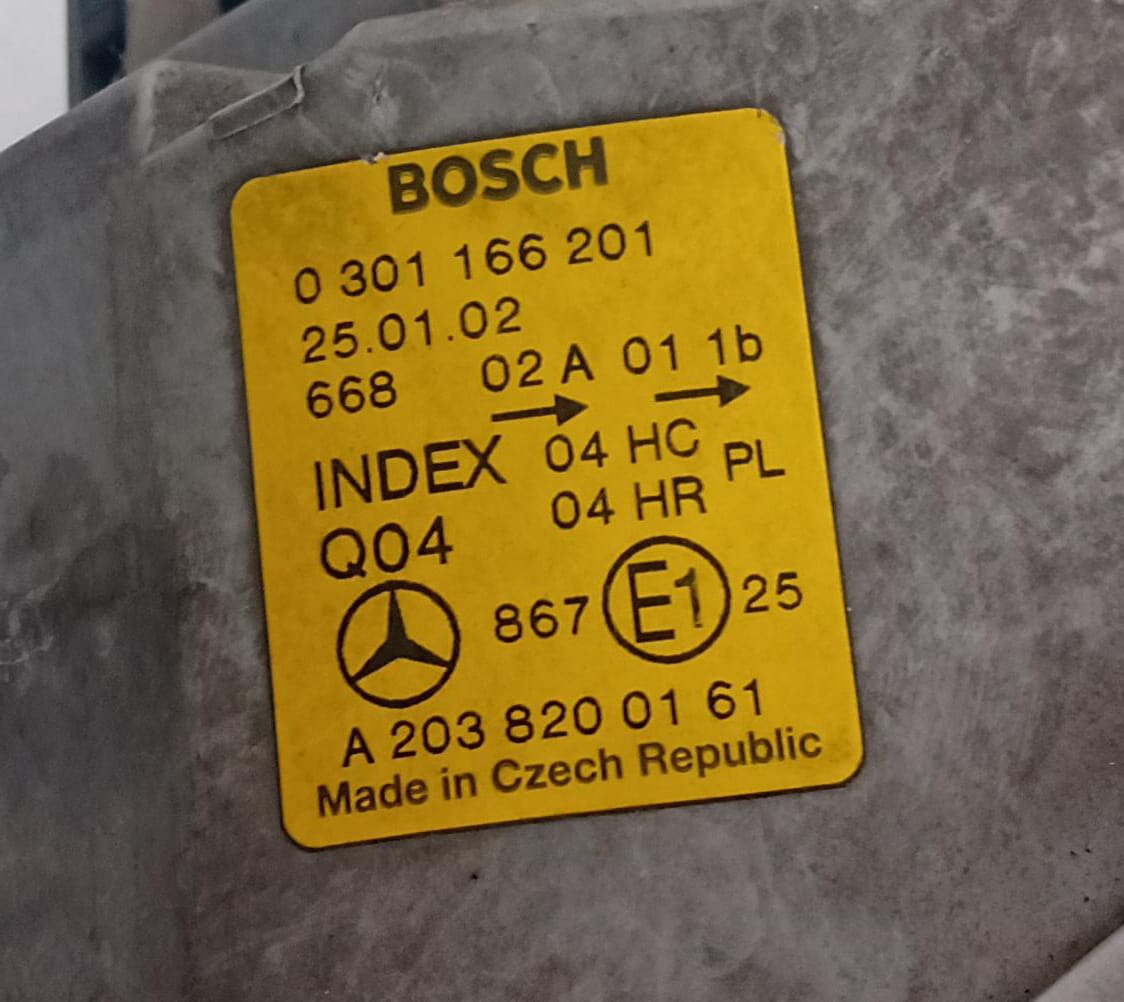 BOSCH
0 301 166 201
25.01.02
668 02 A 01 1b
INDEX 04 HC PL
Q04 04 HR
867 E1 25
A 203 820 01 61
Made in Czech Republic